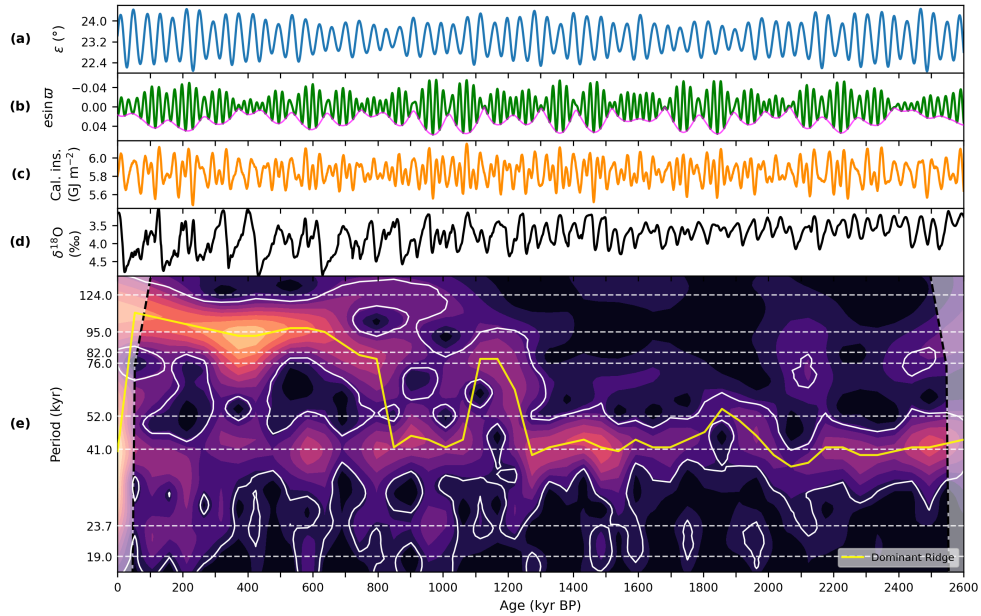 (a)
ε (°)
24.0
23.2
22.4
(b)
esinϖ
−0.04
0.00
0.04
(c)
Cal. ins.
(GJ m⁻²)
6.0
5.8
5.6
(d)
δ¹⁸O
(‰)
3.5
4.0
4.5
(e)
Period (kyr)
124.0
95.0
82.0
76.0
52.0
41.0
23.7
19.0
Dominant Ridge
0 200 400 600 800 1000 1200 1400 1600 1800 2000 2200 2400 2600
Age (kyr BP)